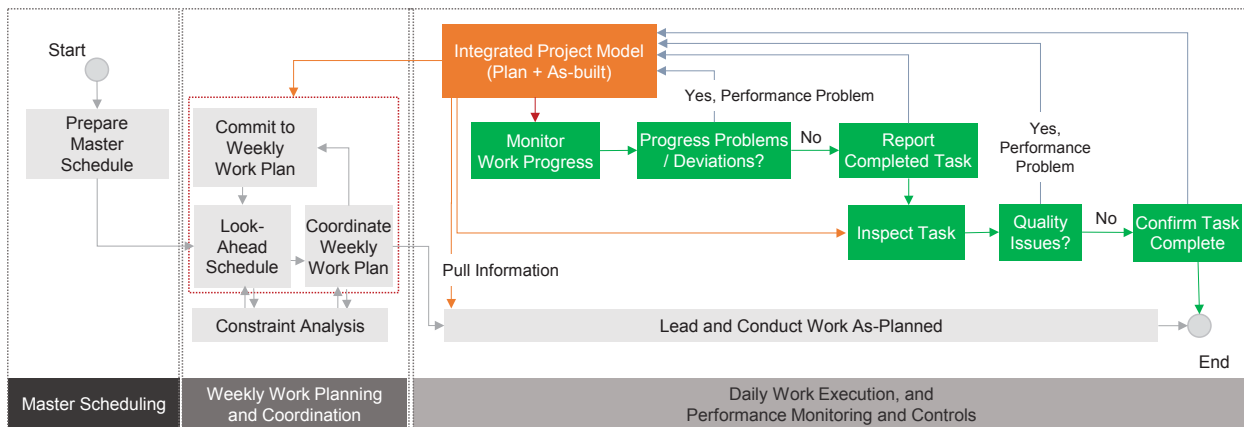 Start
Prepare
Master
Schedule
Commit to
Weekly
Work Plan
Look-
Ahead
Schedule
Coordinate
Weekly
Work Plan
Constraint Analysis
Integrated Project Model
(Plan + As-built)
Yes, Performance Problem
Monitor
Work Progress
Progress Problems
/ Deviations?
No
Report
Completed Task
Yes,
Performance
Problem
Inspect Task
Quality
Issues?
No
Confirm Task
Complete
Pull Information
Lead and Conduct Work As-Planned
End
Master Scheduling
Weekly Work Planning
and Coordination
Daily Work Execution, and
Performance Monitoring and Controls